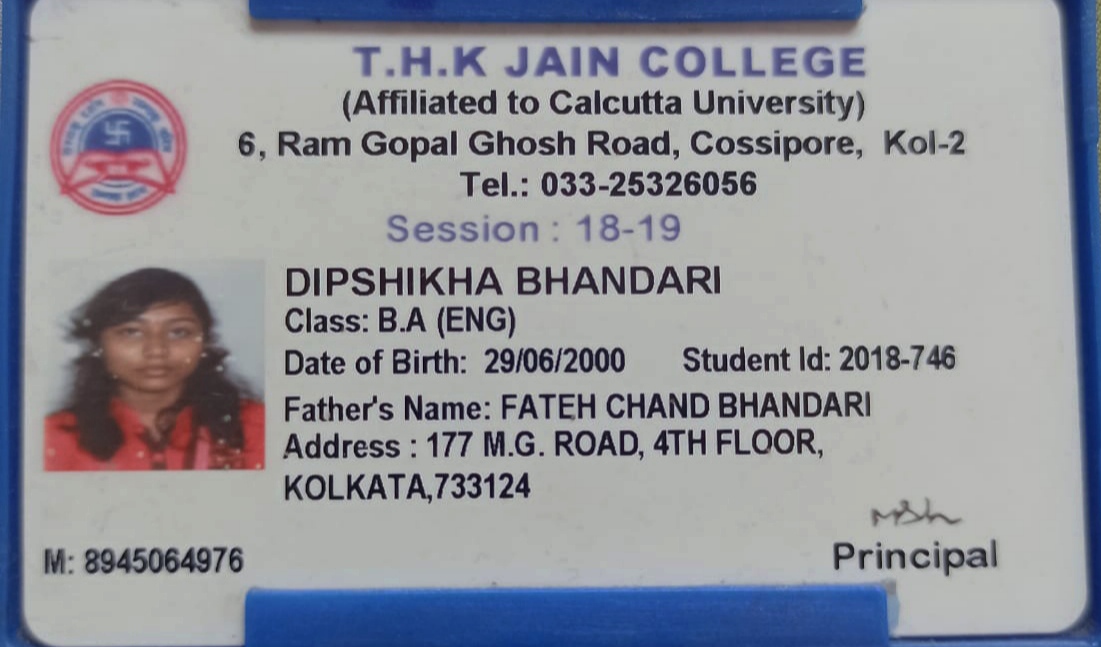 T.H.K JAIN COLLEGE
(Affiliated to Calcutta University)
6, Ram Gopal Ghosh Road, Cossipore, Kol-2
Tel.: 033-25326056
Session : 18-19
DIPSHIKHA BHANDARI
Class: B.A (ENG)
Date of Birth: 29/06/2000 Student Id: 2018-746
Father's Name: FATEH CHAND BHANDARI
Address : 177 M.G. ROAD, 4TH FLOOR,
KOLKATA,733124
M: 8945064976
Principal